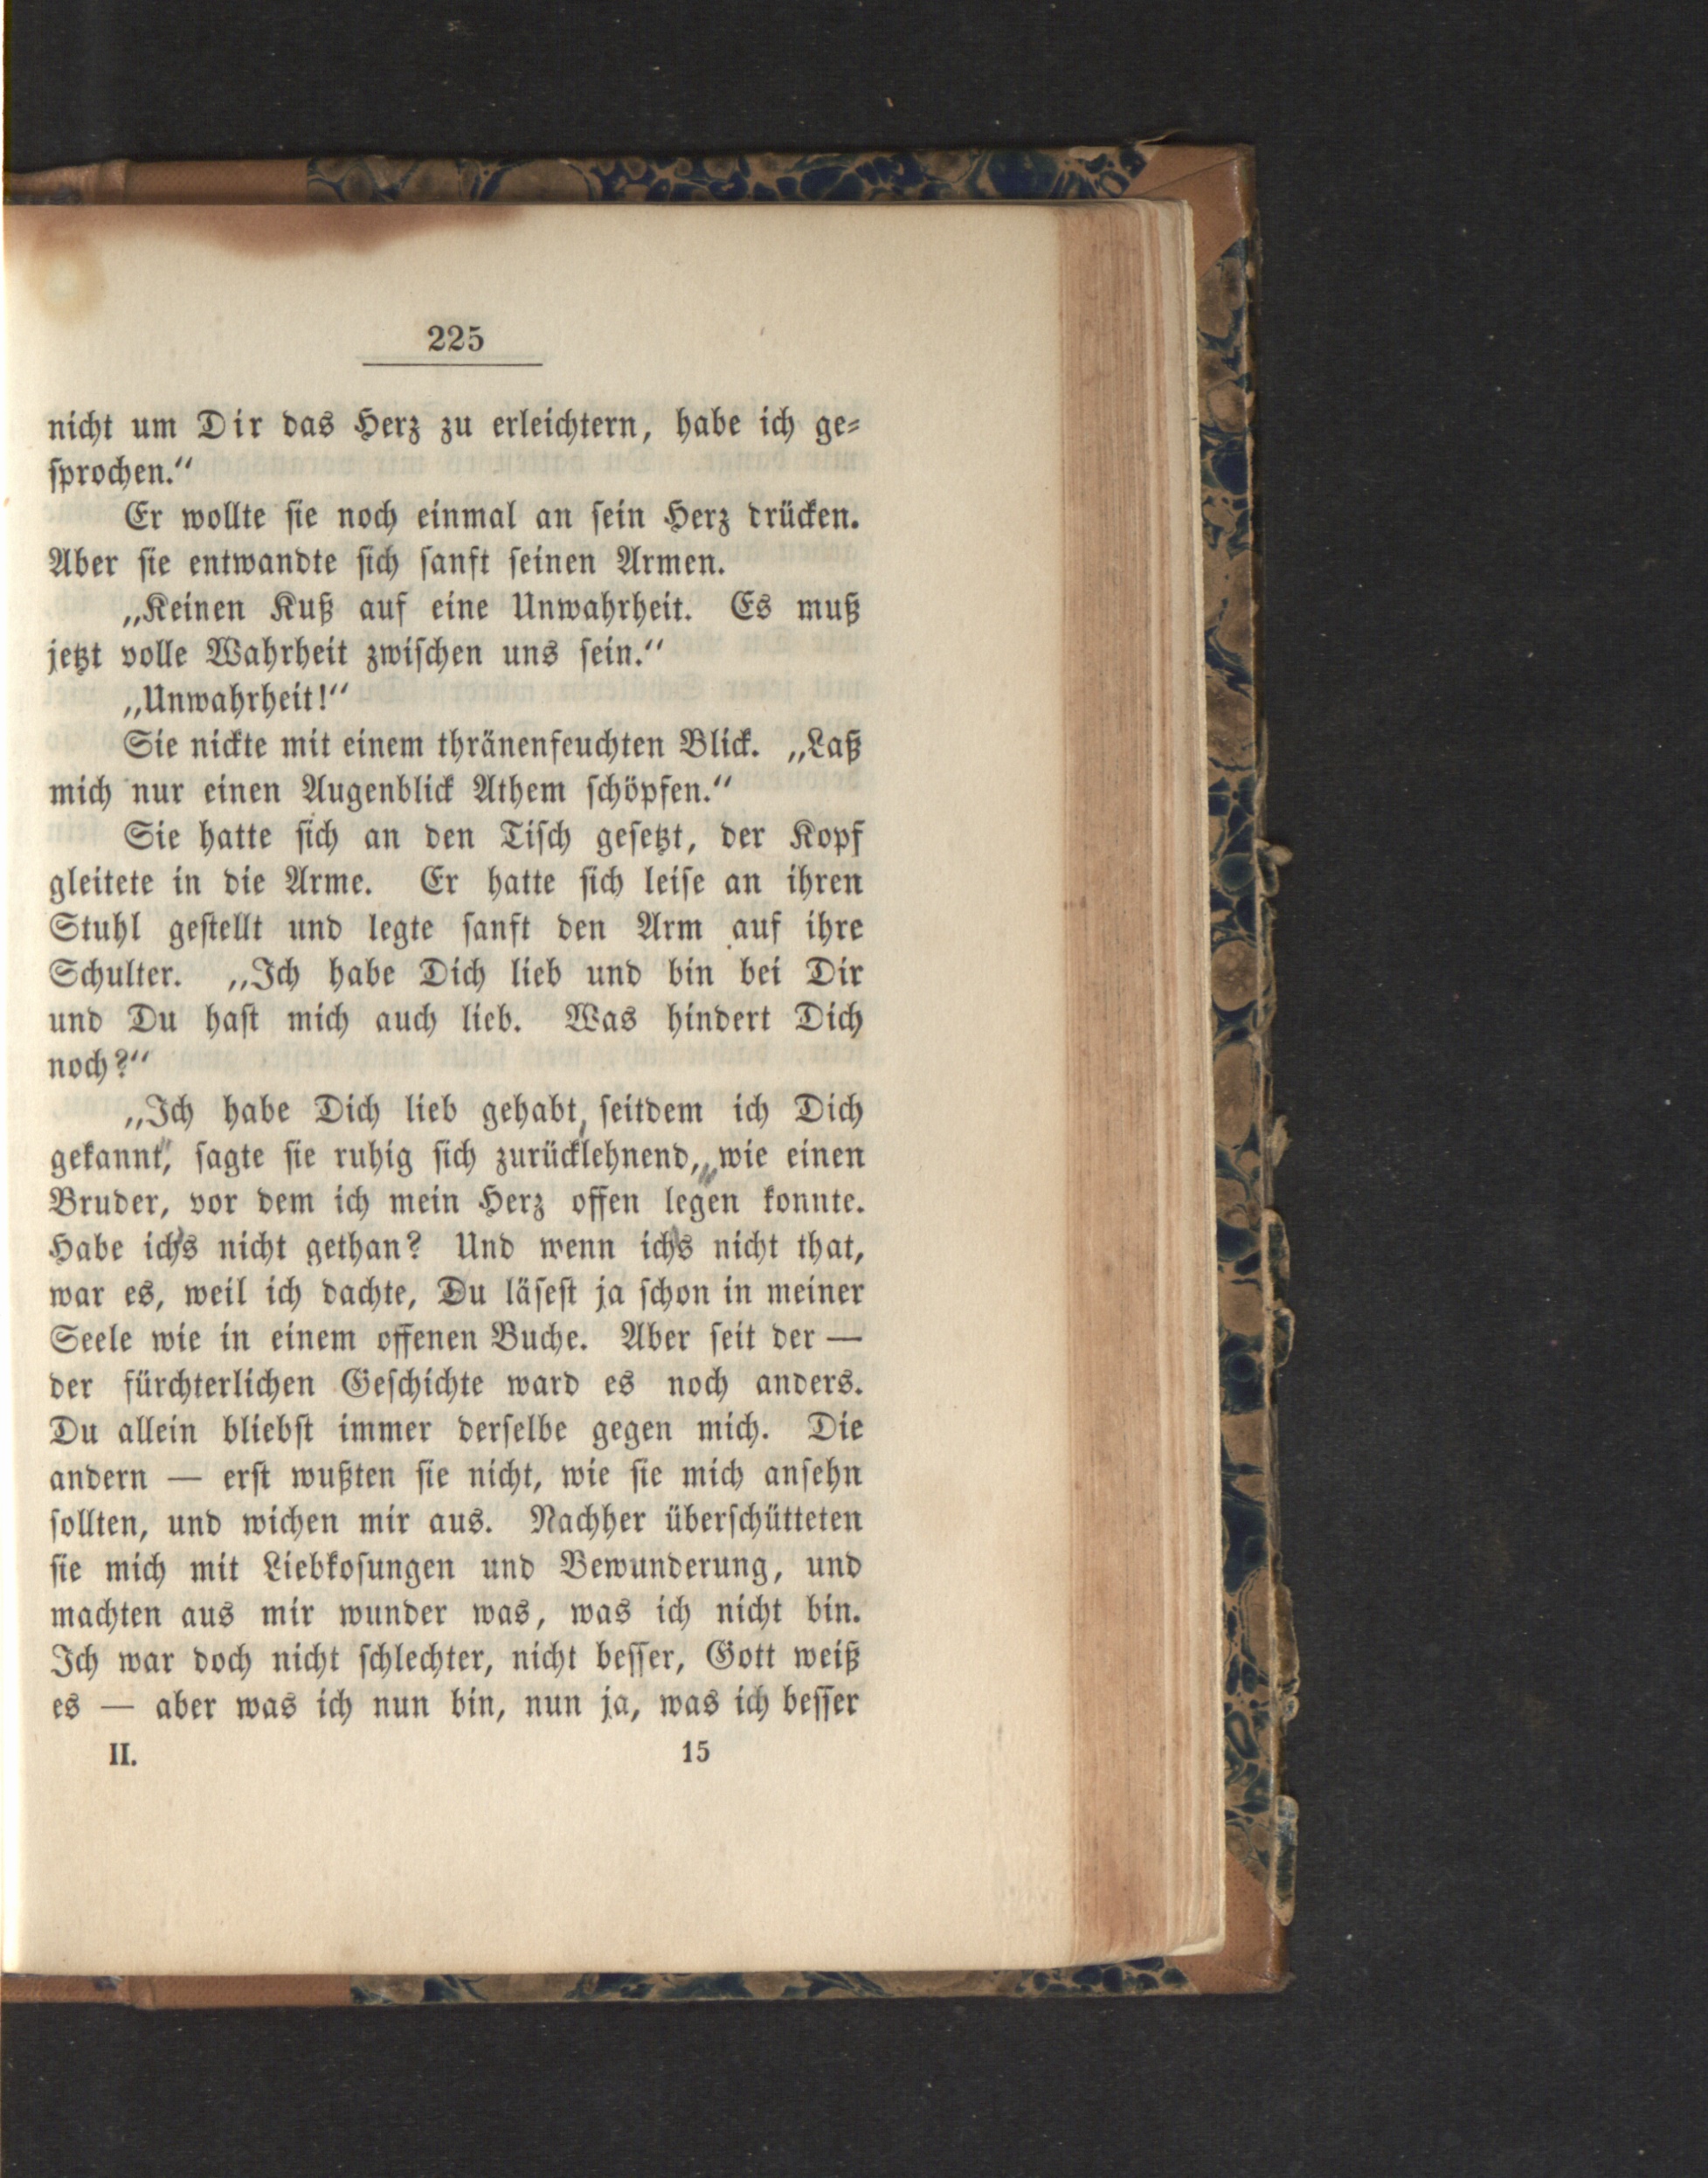 225
nicht um Dir das Herz zu erleichtern, habe ich ge⸗
ſprochen.“
Er wollte ſie noch einmal an ſein Herz drücken.
Aber ſie entwandte ſich ſanft ſeinen Armen.
„Keinen Kuß auf eine Unwahrheit. Es muß
jetzt volle Wahrheit zwiſchen uns ſein.“
„Unwahrheit!“
Sie nickte mit einem thränenfeuchten Blick. „Laß
mich nur einen Augenblick Athem ſchöpfen.“
Sie hatte ſich an den Tiſch geſetzt, der Kopf
gleitete in die Arme. Er hatte ſich leiſe an ihren
Stuhl geſtellt und legte ſanft den Arm auf ihre
Schulter. „Ich habe Dich lieb und bin bei Dir
und Du haſt mich auch lieb. Was hindert Dich
noch?“
„Ich habe Dich lieb gehabt, ſeitdem ich Dich
gekannt“, ſagte ſie ruhig ſich zurücklehnend, „wie einen
Bruder, vor dem ich mein Herz offen legen konnte.
Habe ich's nicht gethan? Und wenn ich's nicht that,
war es, weil ich dachte, Du läſeſt ja ſchon in meiner
Seele wie in einem offenen Buche. Aber ſeit der —
der fürchterlichen Geſchichte ward es noch anders.
Du allein bliebſt immer derſelbe gegen mich. Die
andern — erſt wußten ſie nicht, wie ſie mich anſehn
ſollten, und wichen mir aus. Nachher überſchütteten
ſie mich mit Liebkoſungen und Bewunderung, und
machten aus mir wunder was, was ich nicht bin.
Ich war doch nicht ſchlechter, nicht beſſer, Gott weiß
es — aber was ich nun bin, nun ja, was ich beſſer
II. 15